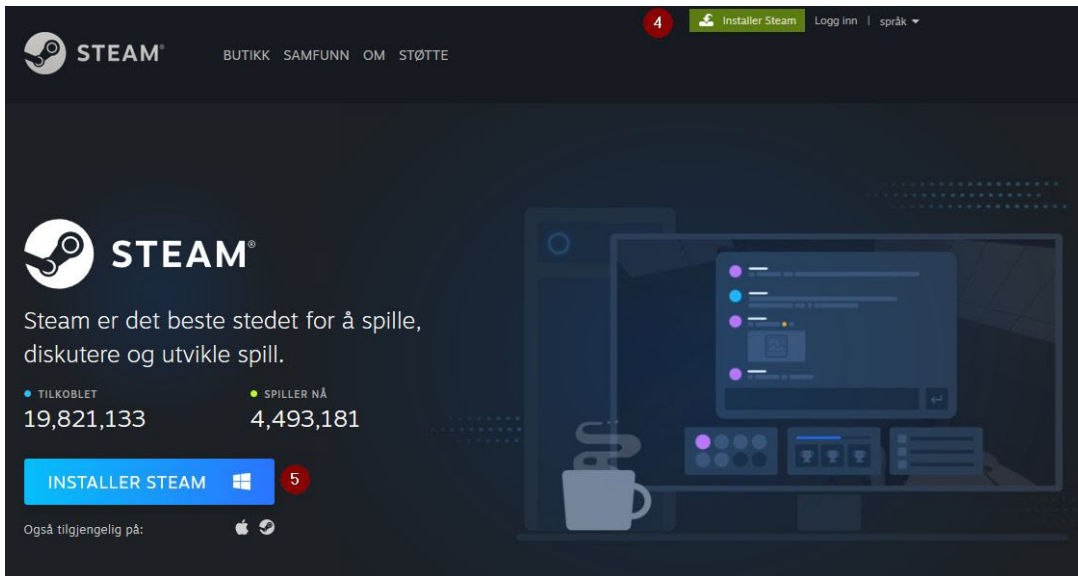 4 Installer Steam Logg inn | språk
STEAM® BUTIKK SAMFUNN OM STØTTE
STEAM®
Steam er det beste stedet for å spille,
diskutere og utvikle spill.
TILKOBLET SPILLER NÅ
19,821,133 4,493,181
INSTALLER STEAM 5
Også tilgjengelig på: